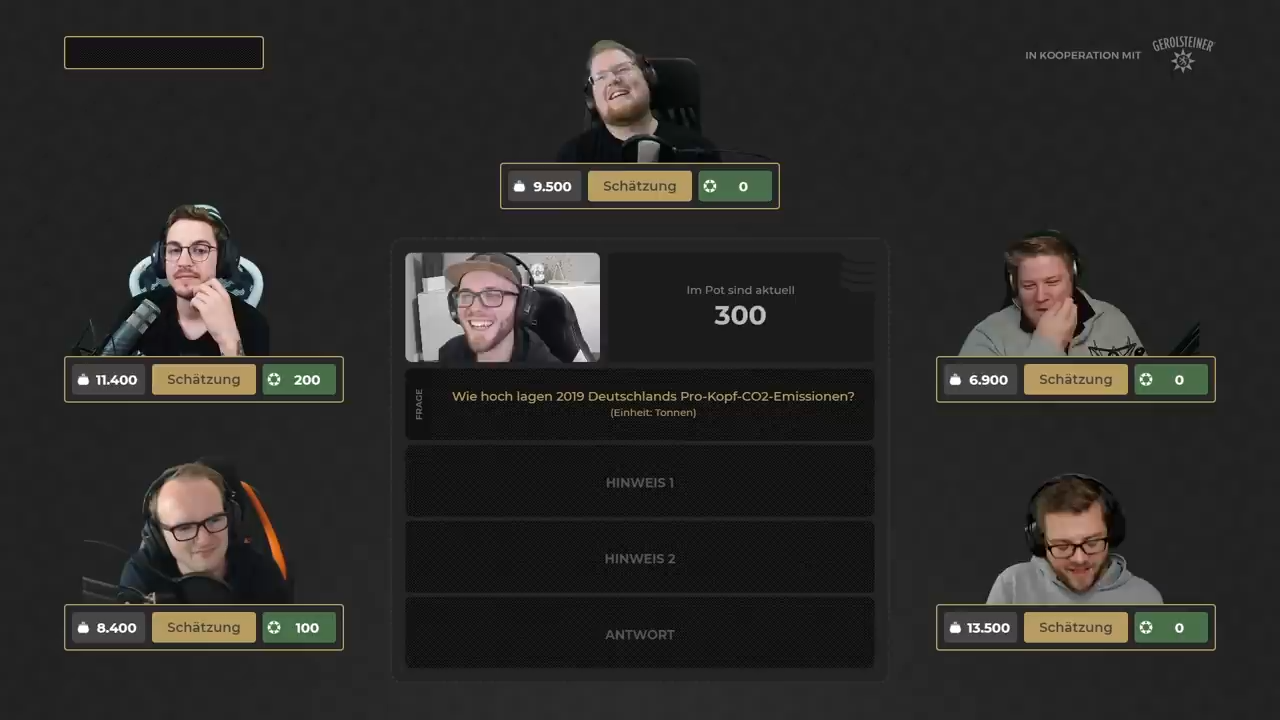 IN KOOPERATION MIT
GEROLSTEINER
9.500 Schätzung 0
Im Pot sind aktuell
300
11.400 Schätzung 200
6.900 Schätzung 0
FRAGE
Wie hoch lagen 2019 Deutschlands Pro-Kopf-CO2-Emissionen?
(Einheit: Tonnen)
HINWEIS 1
HINWEIS 2
8.400 Schätzung 100
13.500 Schätzung 0
ANTWORT